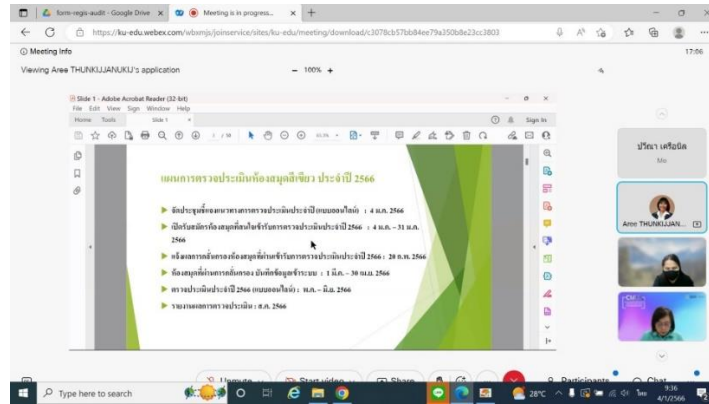 form-regis-audit - Google Drive
Meeting is in progress...
https://ku-edu.webex.com/wbxmjs/joinservice/sites/ku-edu/meeting/download/c3078cb57bb84ee79a350b8e23cc3803
Meeting Info
17:06
Viewing Aree THUNKIJJANUKIJ's application
100%
Slide 1 - Adobe Acrobat Reader (32-bit)
File Edit View Sign Window Help
Home Tools Slide 1
Sign In
แผนการตรวจประเมินห้องสมุดสีเขียว ประจำปี 2566
จัดประชุมชี้แจงแนวทางการตรวจประเมินประจำปี (แบบออนไลน์) : 4 ม.ค. 2566
เปิดรับสมัครห้องสมุดที่สนใจเข้ารับการตรวจประเมินประจำปี 2566 : 4 ม.ค. – 31 ม.ค.
2566
แจ้งผลการกลั่นกรองห้องสมุดที่ผ่านเข้ารับการตรวจประเมินประจำปี 2566 : 28 ก.พ. 2566
ห้องสมุดที่ผ่านการกลั่นกรอง บันทึกข้อมูลเข้าระบบ : 1 มี.ค. – 30 เม.ย. 2566
ตรวจประเมินประจำปี 2566 (แบบออนไลน์) : พ.ค. – มิ.ย. 2566
รายงานผลการตรวจประเมิน : ส.ค. 2566
ปวีณา เครือนิล
Me
Aree THUNKIJJAN...
Unmute
Start video
Share
Participants
Chat
Type here to search
28°C
ไทย
9:36
4/1/2566